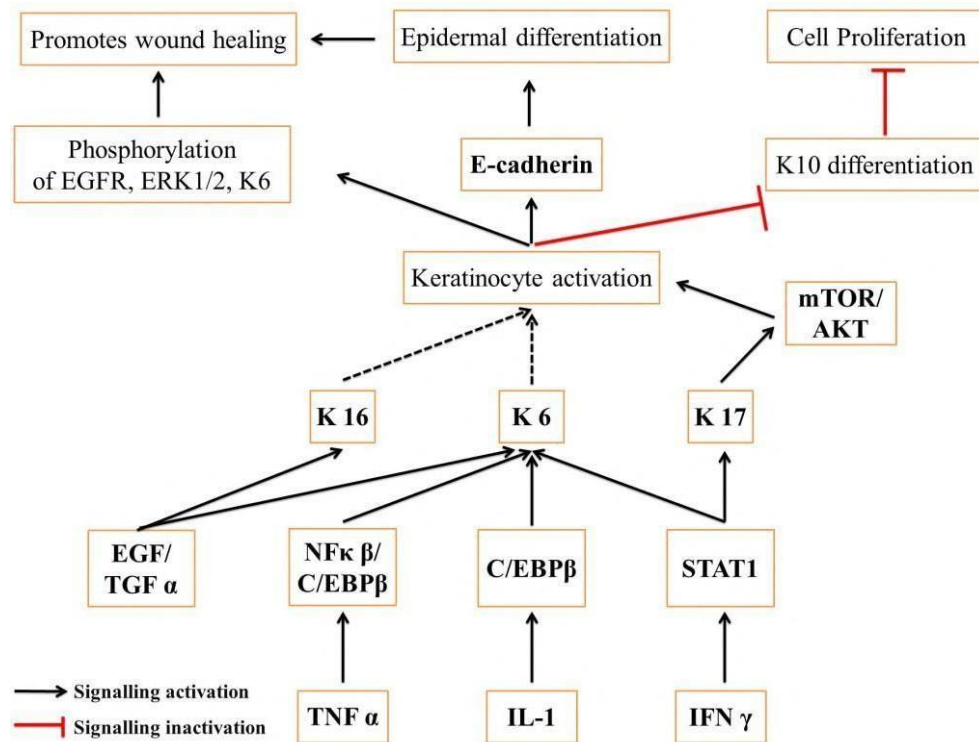 Promotes wound healing
Epidermal differentiation
Cell Proliferation
Phosphorylation
of EGFR, ERK1/2, K6
E-cadherin
K10 differentiation
Keratinocyte activation
mTOR/
AKT
K 16
K 6
K 17
EGF/
TGF α
NFκ β/
C/EBPβ
C/EBPβ
STAT1
Signalling activation
Signalling inactivation
TNF α
IL-1
IFN γ